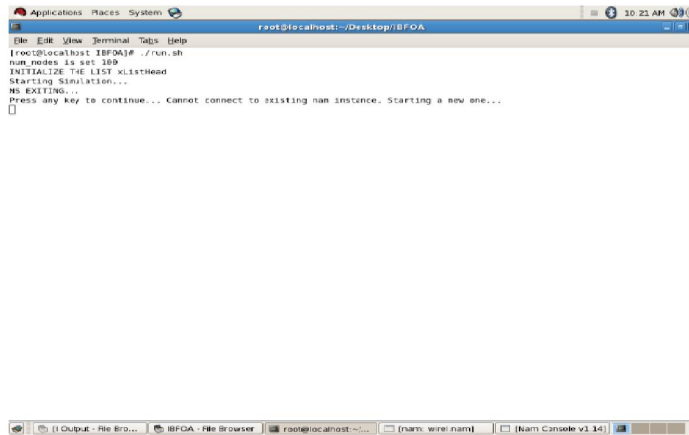 Applications Places System
10:21 AM
root@localhost:~/Desktop/IBFOA
File Edit View Terminal Tabs Help
[root@localhost IBFOA]# ./run.sh
num_nodes is set 100
INITIALIZE THE LIST xListHead
Starting Simulation...
NS EXITING...
Press any key to continue... Cannot connect to existing nam instance. Starting a new one...
[] Output - File Bro...
IBFOA - File Browser
root@localhost:~/...
[nam: wirel.nam]
[Nam Console v1.14]